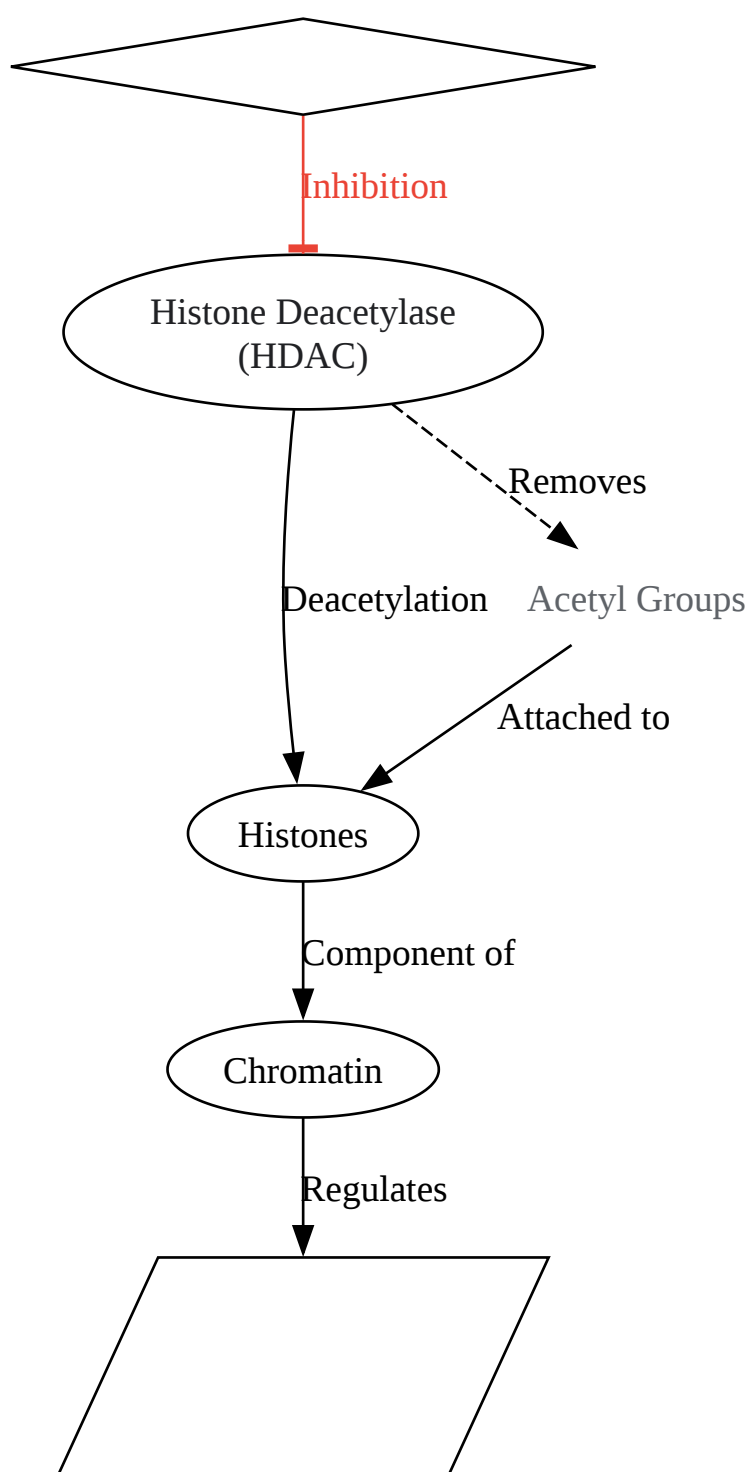 Inhibition
Histone Deacetylase
(HDAC)
Removes
Deacetylation
Acetyl Groups
Attached to
Histones
Component of
Chromatin
Regulates